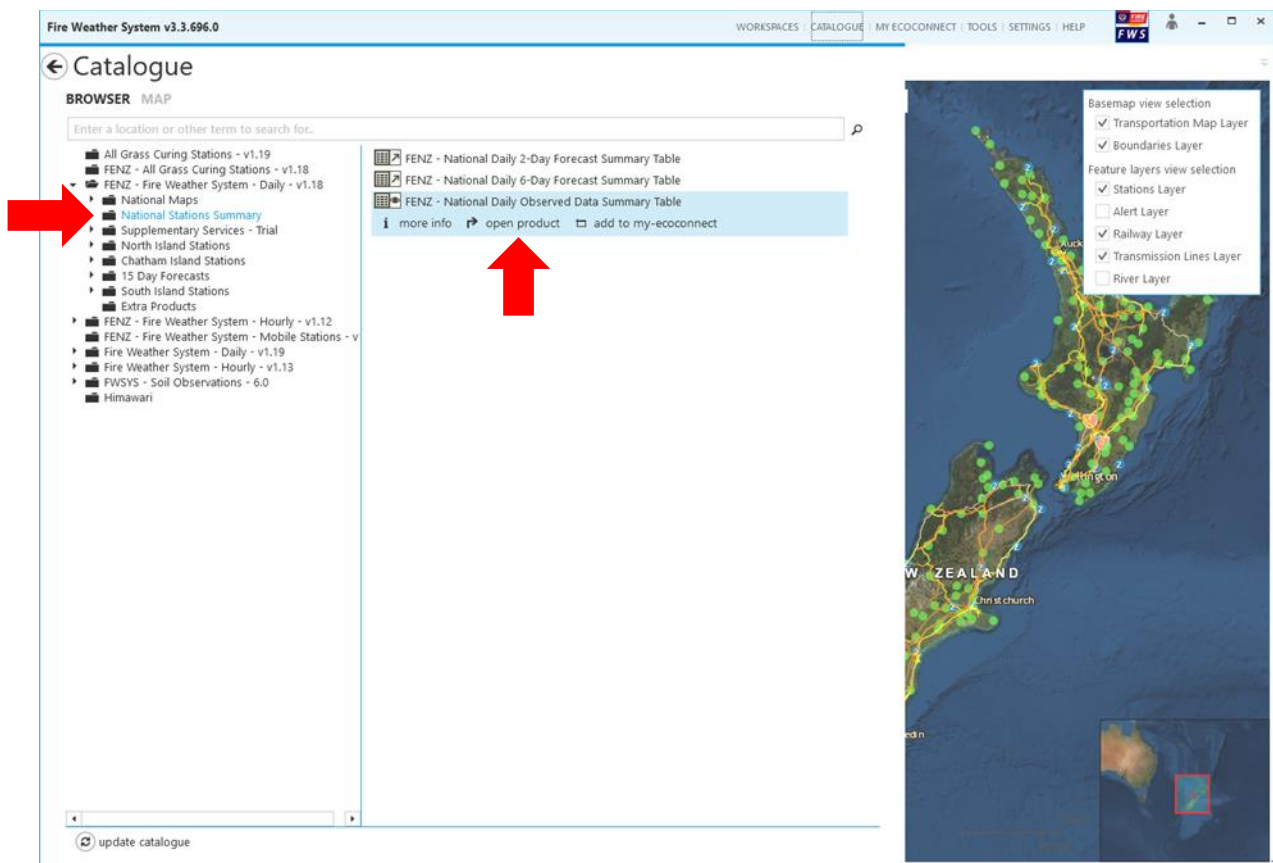 Fire Weather System v3.3.696.0
WORKSPACES | CATALOGUE | MY ECOCONNECT | TOOLS | SETTINGS | HELP
FIRE
FWS
Catalogue
BROWSER MAP
Enter a location or other term to search for..
All Grass Curing Stations - v1.19
FENZ - All Grass Curing Stations - v1.18
FENZ - Fire Weather System - Daily - v1.18
National Maps
National Stations Summary
Supplementary Services - Trial
North Island Stations
Chatham Island Stations
15 Day Forecasts
South Island Stations
Extra Products
FENZ - Fire Weather System - Hourly - v1.12
FENZ - Fire Weather System - Mobile Stations - v
Fire Weather System - Daily - v1.19
Fire Weather System - Hourly - v1.13
FWSYS - Soil Observations - 6.0
Himawari
FENZ - National Daily 2-Day Forecast Summary Table
FENZ - National Daily 6-Day Forecast Summary Table
FENZ - National Daily Observed Data Summary Table
more info open product add to my-ecoconnect
Basemap view selection
Transportation Map Layer
Boundaries Layer
Feature layers view selection
Stations Layer
Alert Layer
Railway Layer
Transmission Lines Layer
River Layer
Auck
Wellington
W ZEALAND
Christchurch
edin
update catalogue